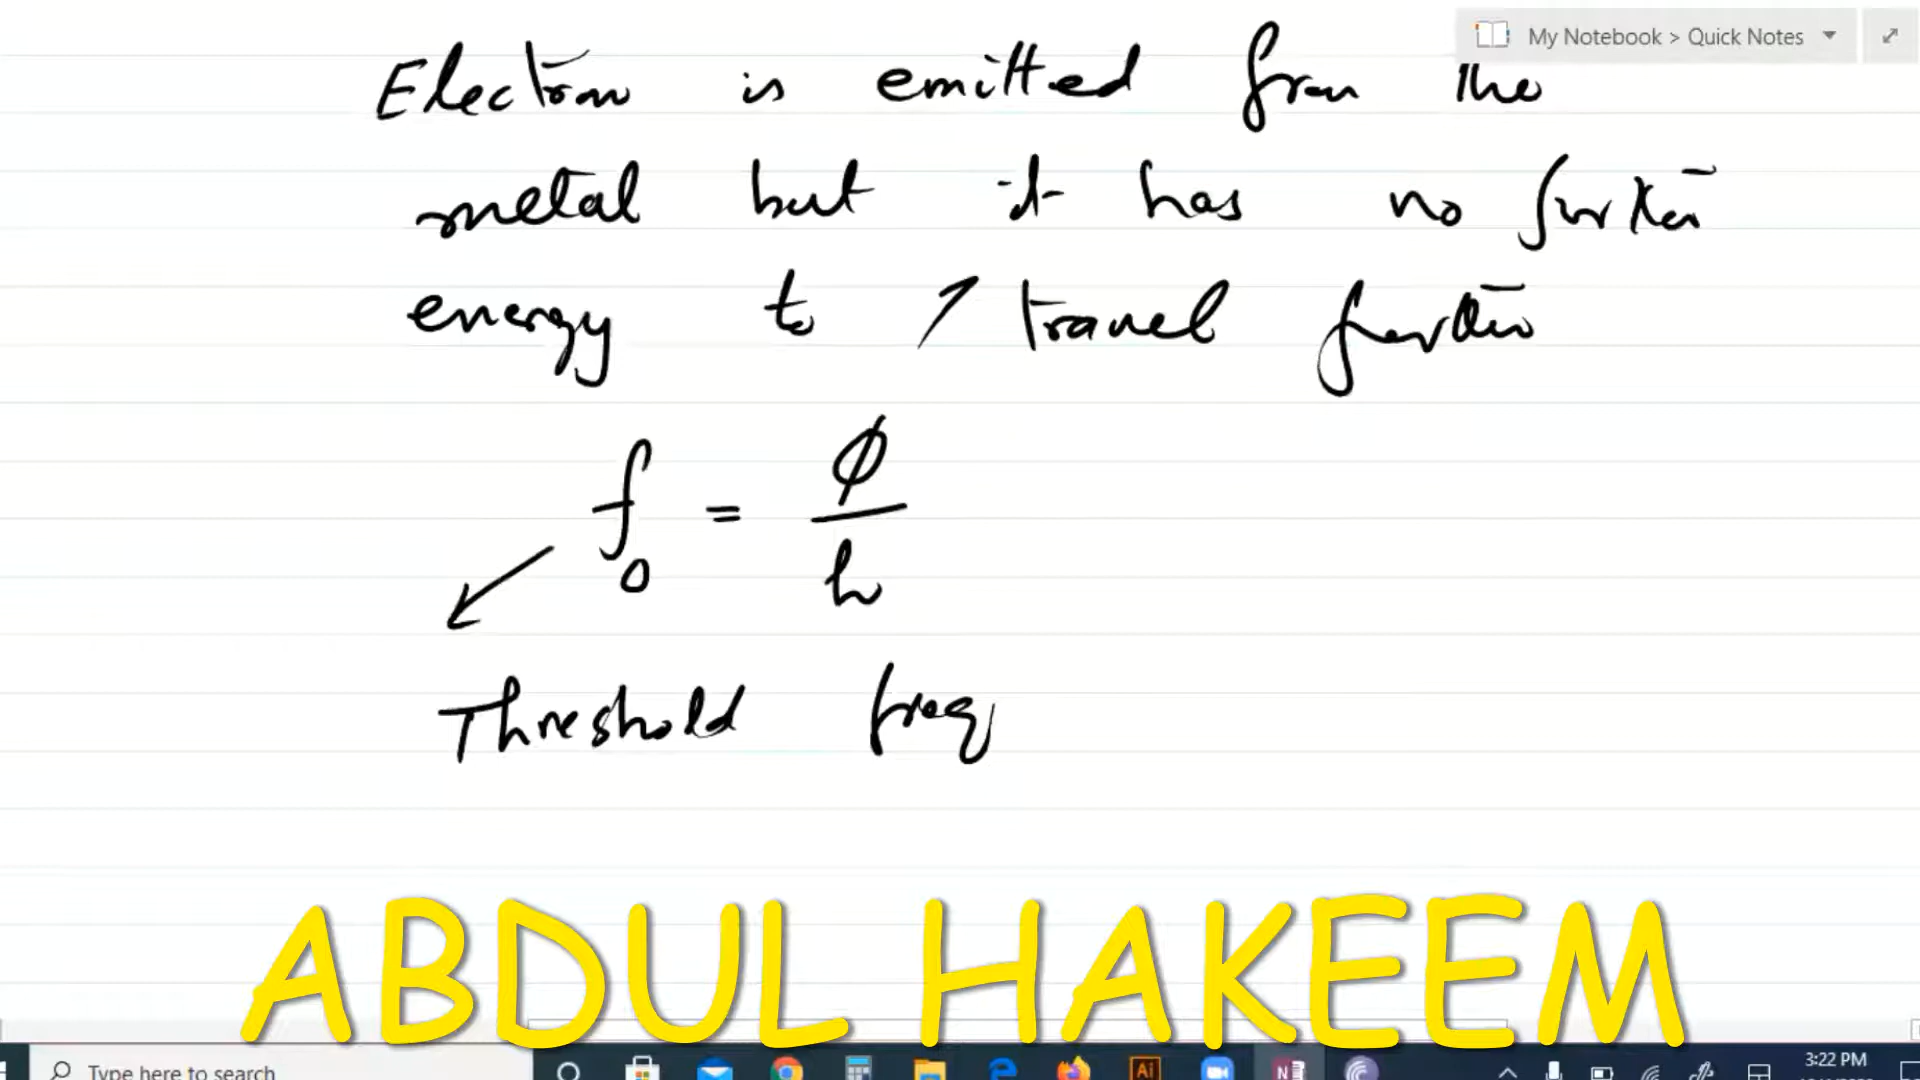 My Notebook > Quick Notes
Electron is emitted from the
metal but it has no further
energy to travel further
f₀ = ϕ/h
Threshold freq
ABDUL HAKEEM
Type here to search
3:22 PM